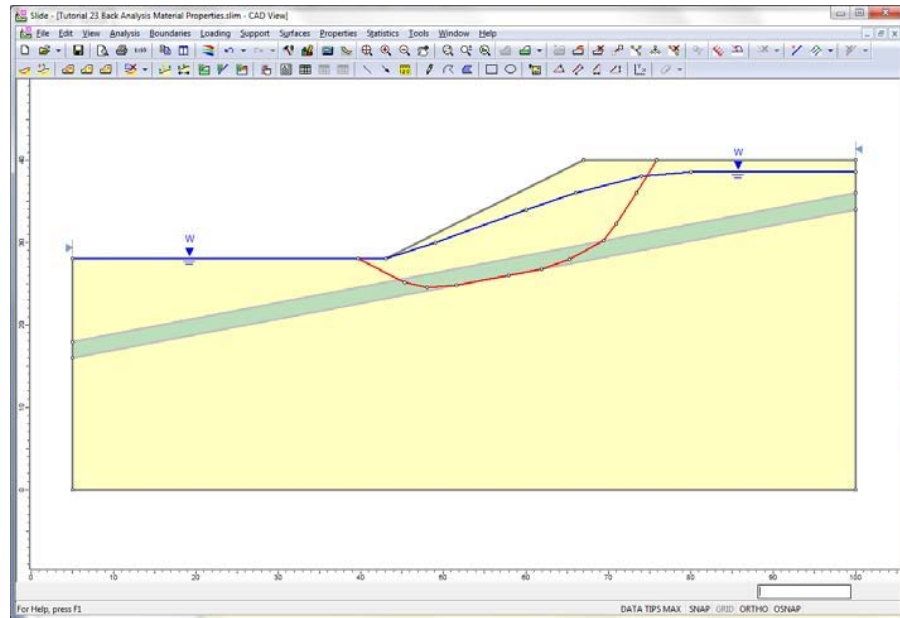 Slide - [Tutorial 23 Back Analysis Material Properties.slim - CAD View]
File Edit View Analysis Boundaries Loading Support Surfaces Properties Statistics Tools Window Help
W
W
40
30
20
10
0
0 10 20 30 40 50 60 70 80 90 100
For Help, press F1
DATA TIPS MAX SNAP GRID ORTHO OSNAP